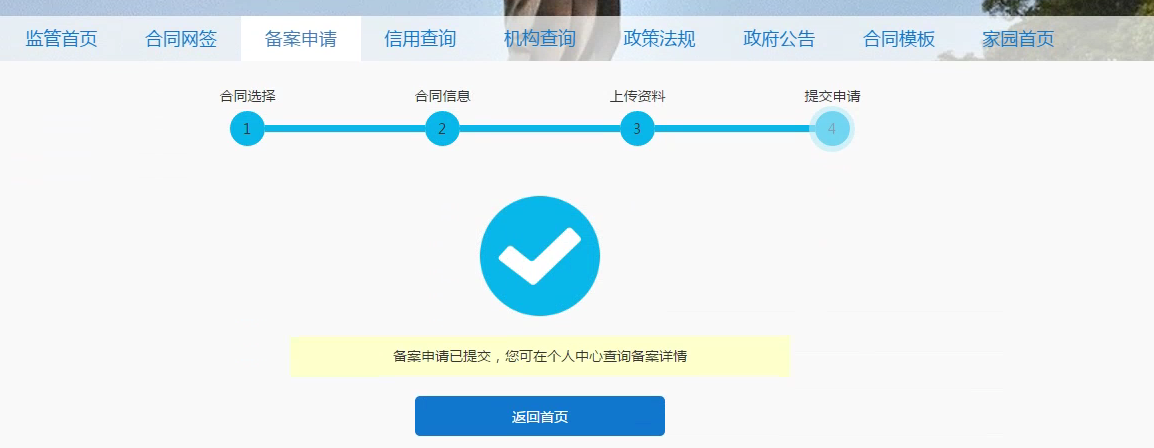 监管首页 合同网签 备案申请 信用查询 机构查询 政策法规 政府公告 合同模板 家园首页
合同选择 合同信息 上传资料 提交申请
1 2 3 4
备案申请已提交，您可在个人中心查询备案详情
返回首页